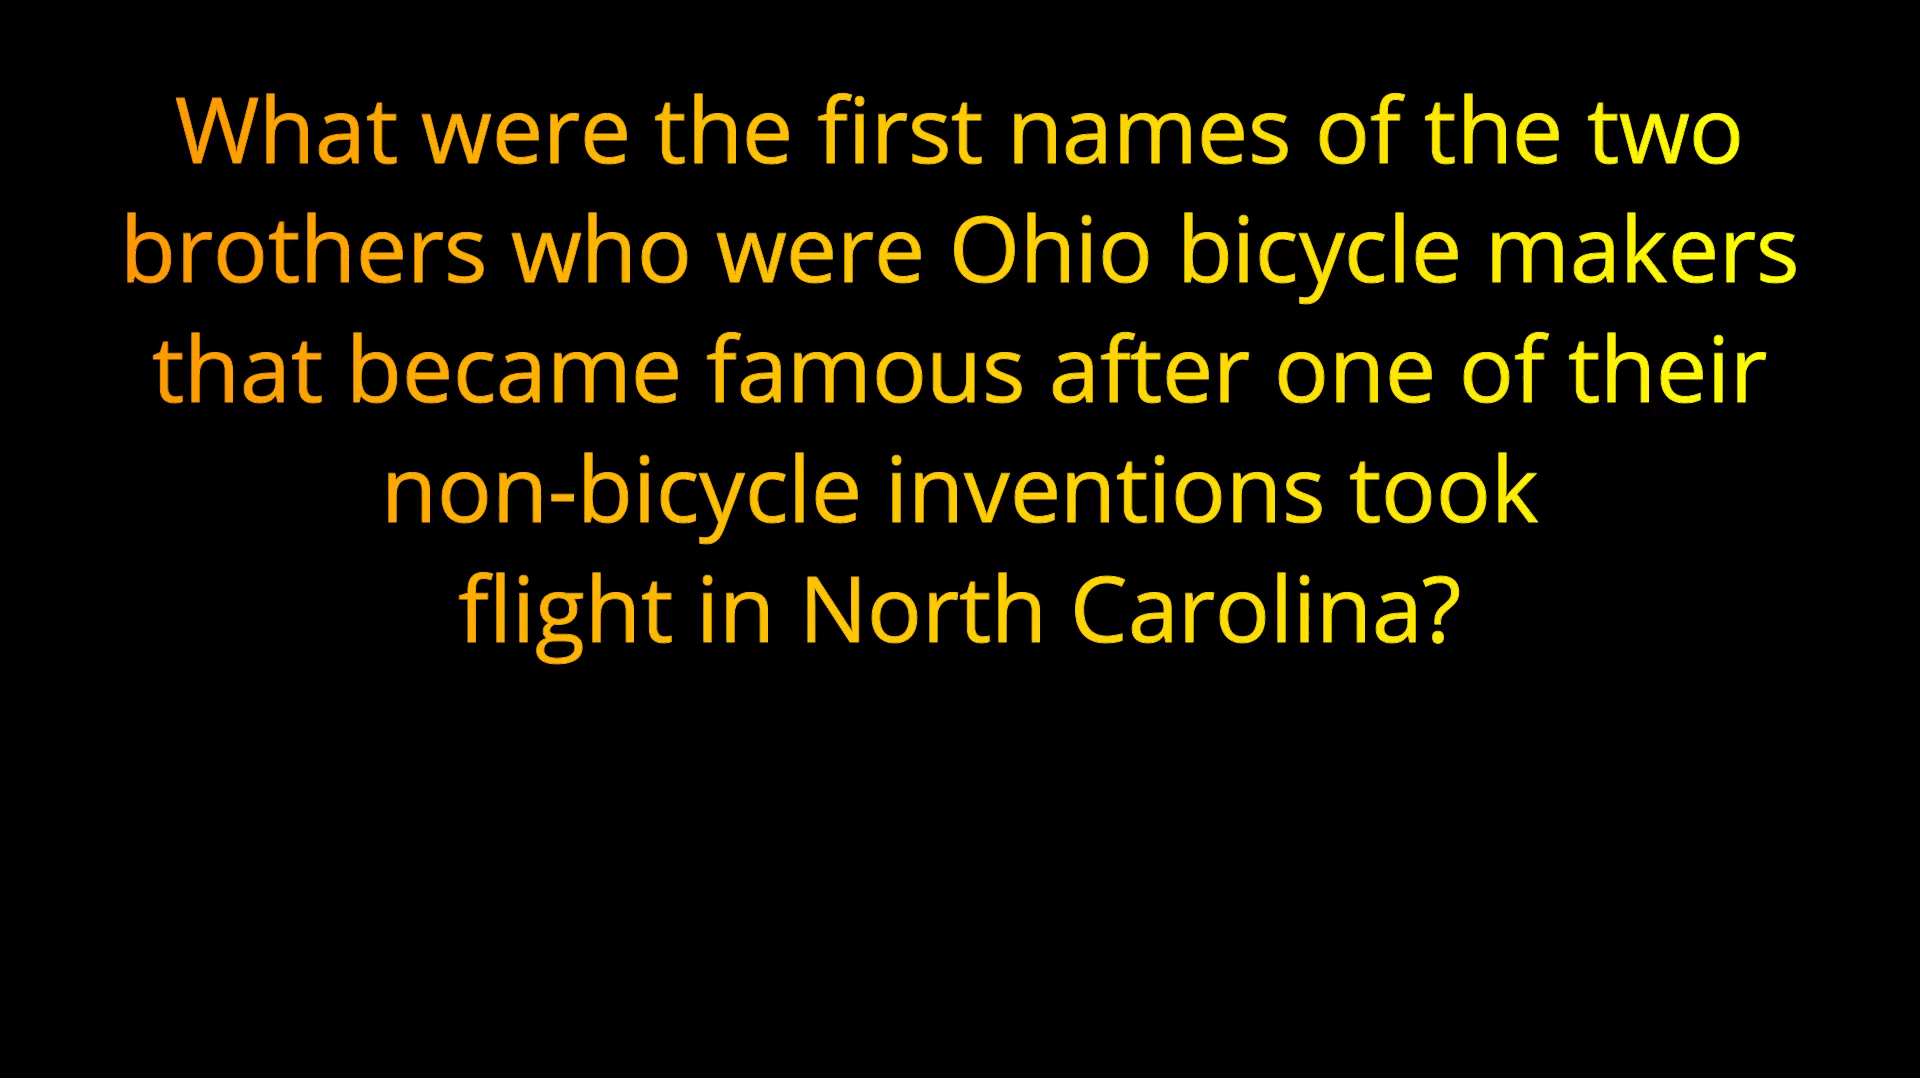 What were the first names of the two
brothers who were Ohio bicycle makers
that became famous after one of their
non-bicycle inventions took
flight in North Carolina?